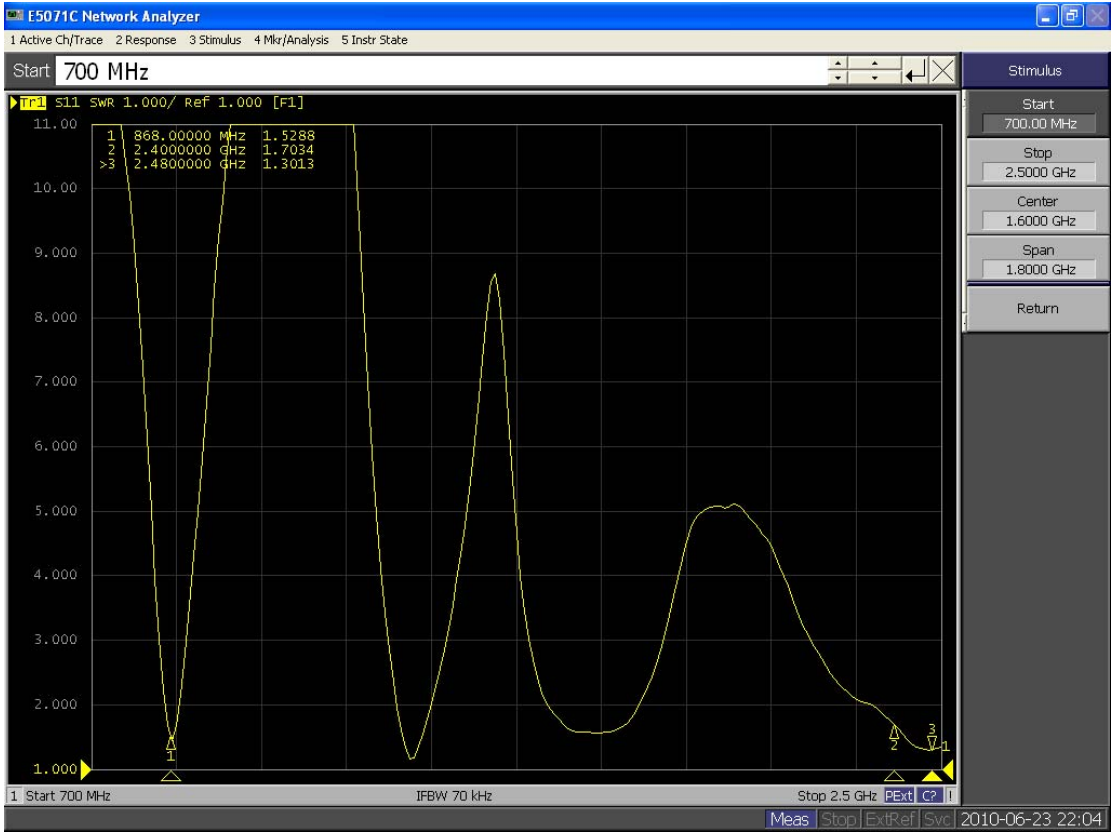 E5071C Network Analyzer
1 Active Ch/Trace 2 Response 3 Stimulus 4 Mkr/Analysis 5 Instr State
Start 700 MHz
Stimulus
Tr1 S11 SWR 1.000/ Ref 1.000 [F1]
Start
700.00 MHz
Stop
2.5000 GHz
Center
1.6000 GHz
Span
1.8000 GHz
Return
11.00
1 868.00000 MHz 1.5288
2 2.4000000 GHz 1.7034
>3 2.4800000 GHz 1.3013
10.00
9.000
8.000
7.000
6.000
5.000
4.000
3.000
2.000
1.000
1
2
3
1
1 Start 700 MHz IFBW 70 kHz Stop 2.5 GHz PExt C? !
Meas Stop ExtRef Svc 2010-06-23 22:04